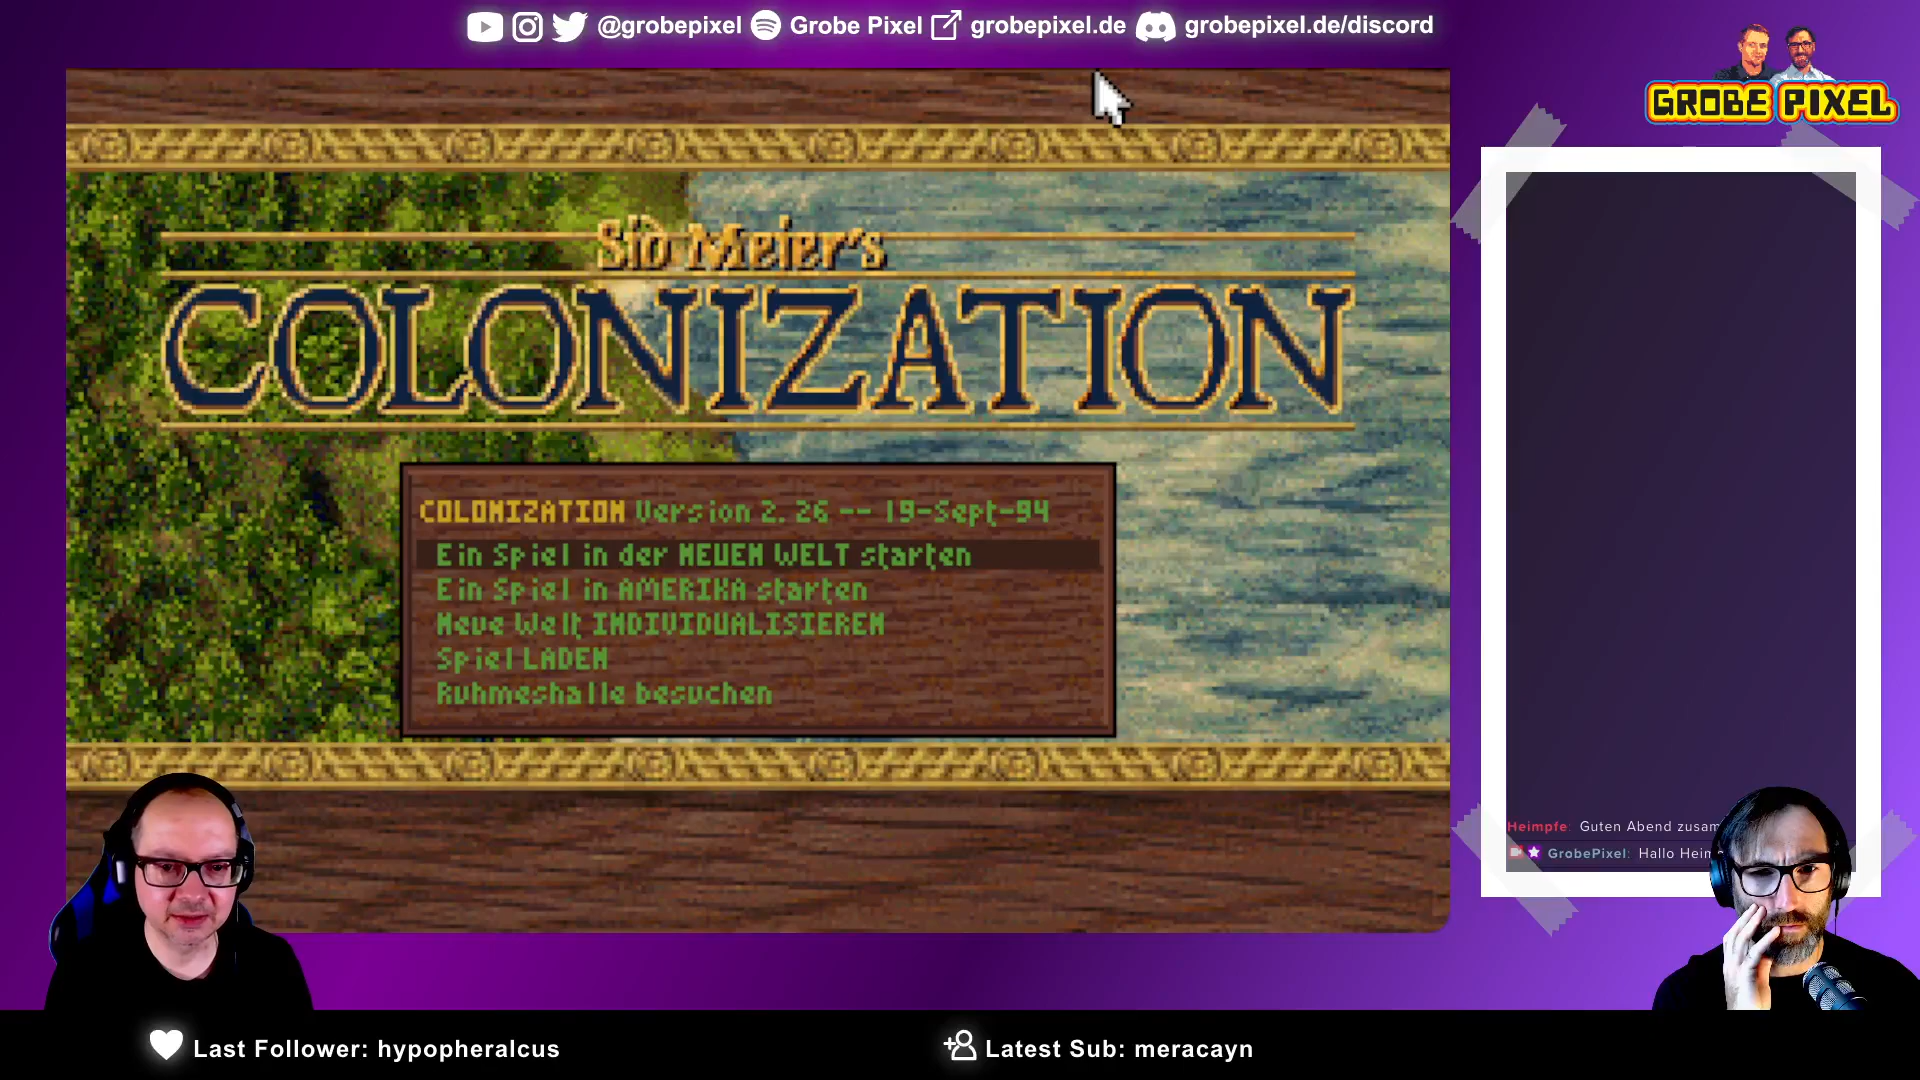 @grobepixel Grobe Pixel grobepixel.de grobepixel.de/discord
GROBE PIXEL
Sid Meier's
COLONIZATION
COLONIZATION Version 2.26 -- 19-Sept-94
Ein Spiel in der NEUEN WELT starten
Ein Spiel in AMERIKA starten
Neue Welt INDIVIDUALISIEREN
Spiel LADEN
Ruhmeshalle besuchen
Heimpfe: Guten Abend zusam
GrobePixel: Hallo Heim
Last Follower: hypopheralcus
Latest Sub: meracayn